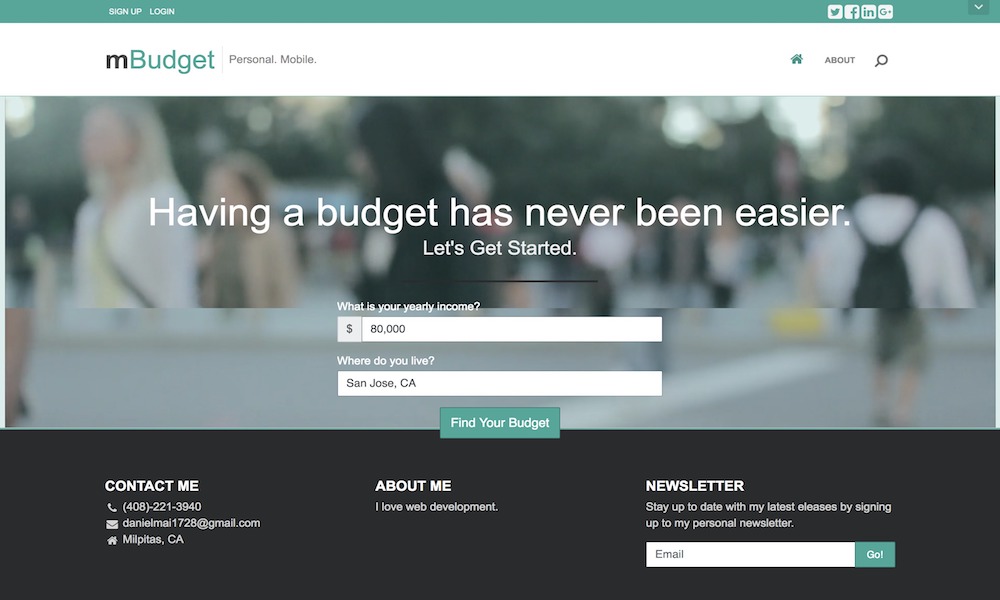 SIGN UP LOGIN
mBudget Personal. Mobile.
ABOUT
Having a budget has never been easier.
Let's Get Started.
What is your yearly income?
$ 80,000
Where do you live?
San Jose, CA
Find Your Budget
CONTACT ME
(408)-221-3940
danielmai1728@gmail.com
Milpitas, CA
ABOUT ME
I love web development.
NEWSLETTER
Stay up to date with my latest eleases by signing
up to my personal newsletter.
Email Go!